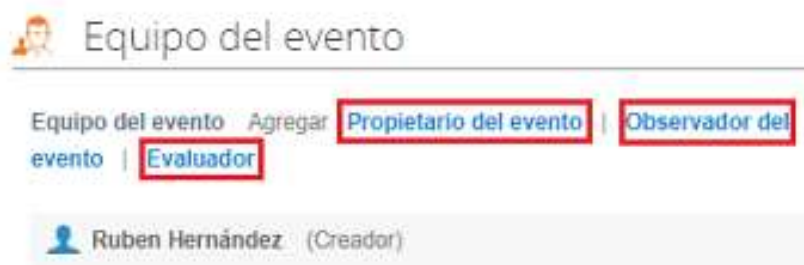 Equipo del evento
Equipo del evento Agregar Propietario del evento | Observador del
evento | Evaluador
Ruben Hernández (Creador)